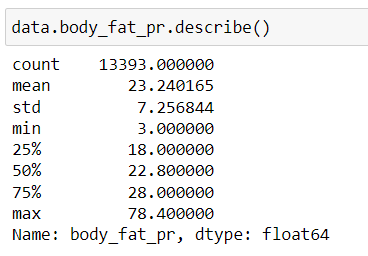 data.body_fat_pr.describe()
count    13393.000000
mean        23.240165
std          7.256844
min          3.000000
25%         18.000000
50%         22.800000
75%         28.000000
max         78.400000
Name: body_fat_pr, dtype: float64